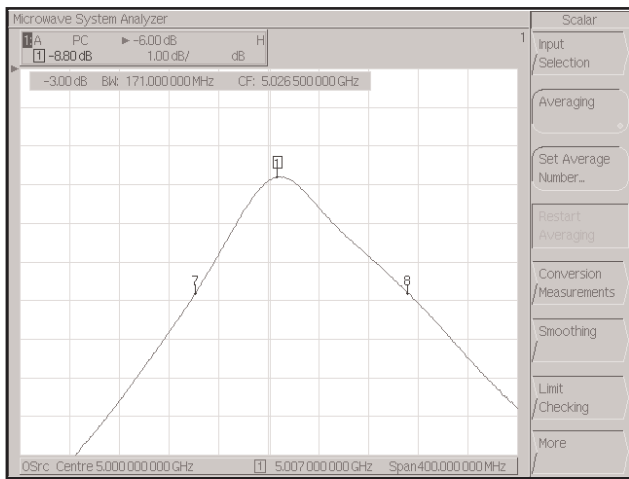 Microwave System Analyzer
1
1 A PC ► -6.00 dB H
1 -8.80 dB 1.00 dB/ dB
-3.00 dB BW: 171.000 000 MHz CF: 5.026 500 000 GHz
1
7
8
0Src Centre 5.000 000 000 GHz 1 5.007 000 000 GHz Span 400.000 000 MHz
Scalar
Input
Selection
Averaging
Set Average
Number...
Restart
Averaging
Conversion
Measurements
Smoothing
Limit
Checking
More